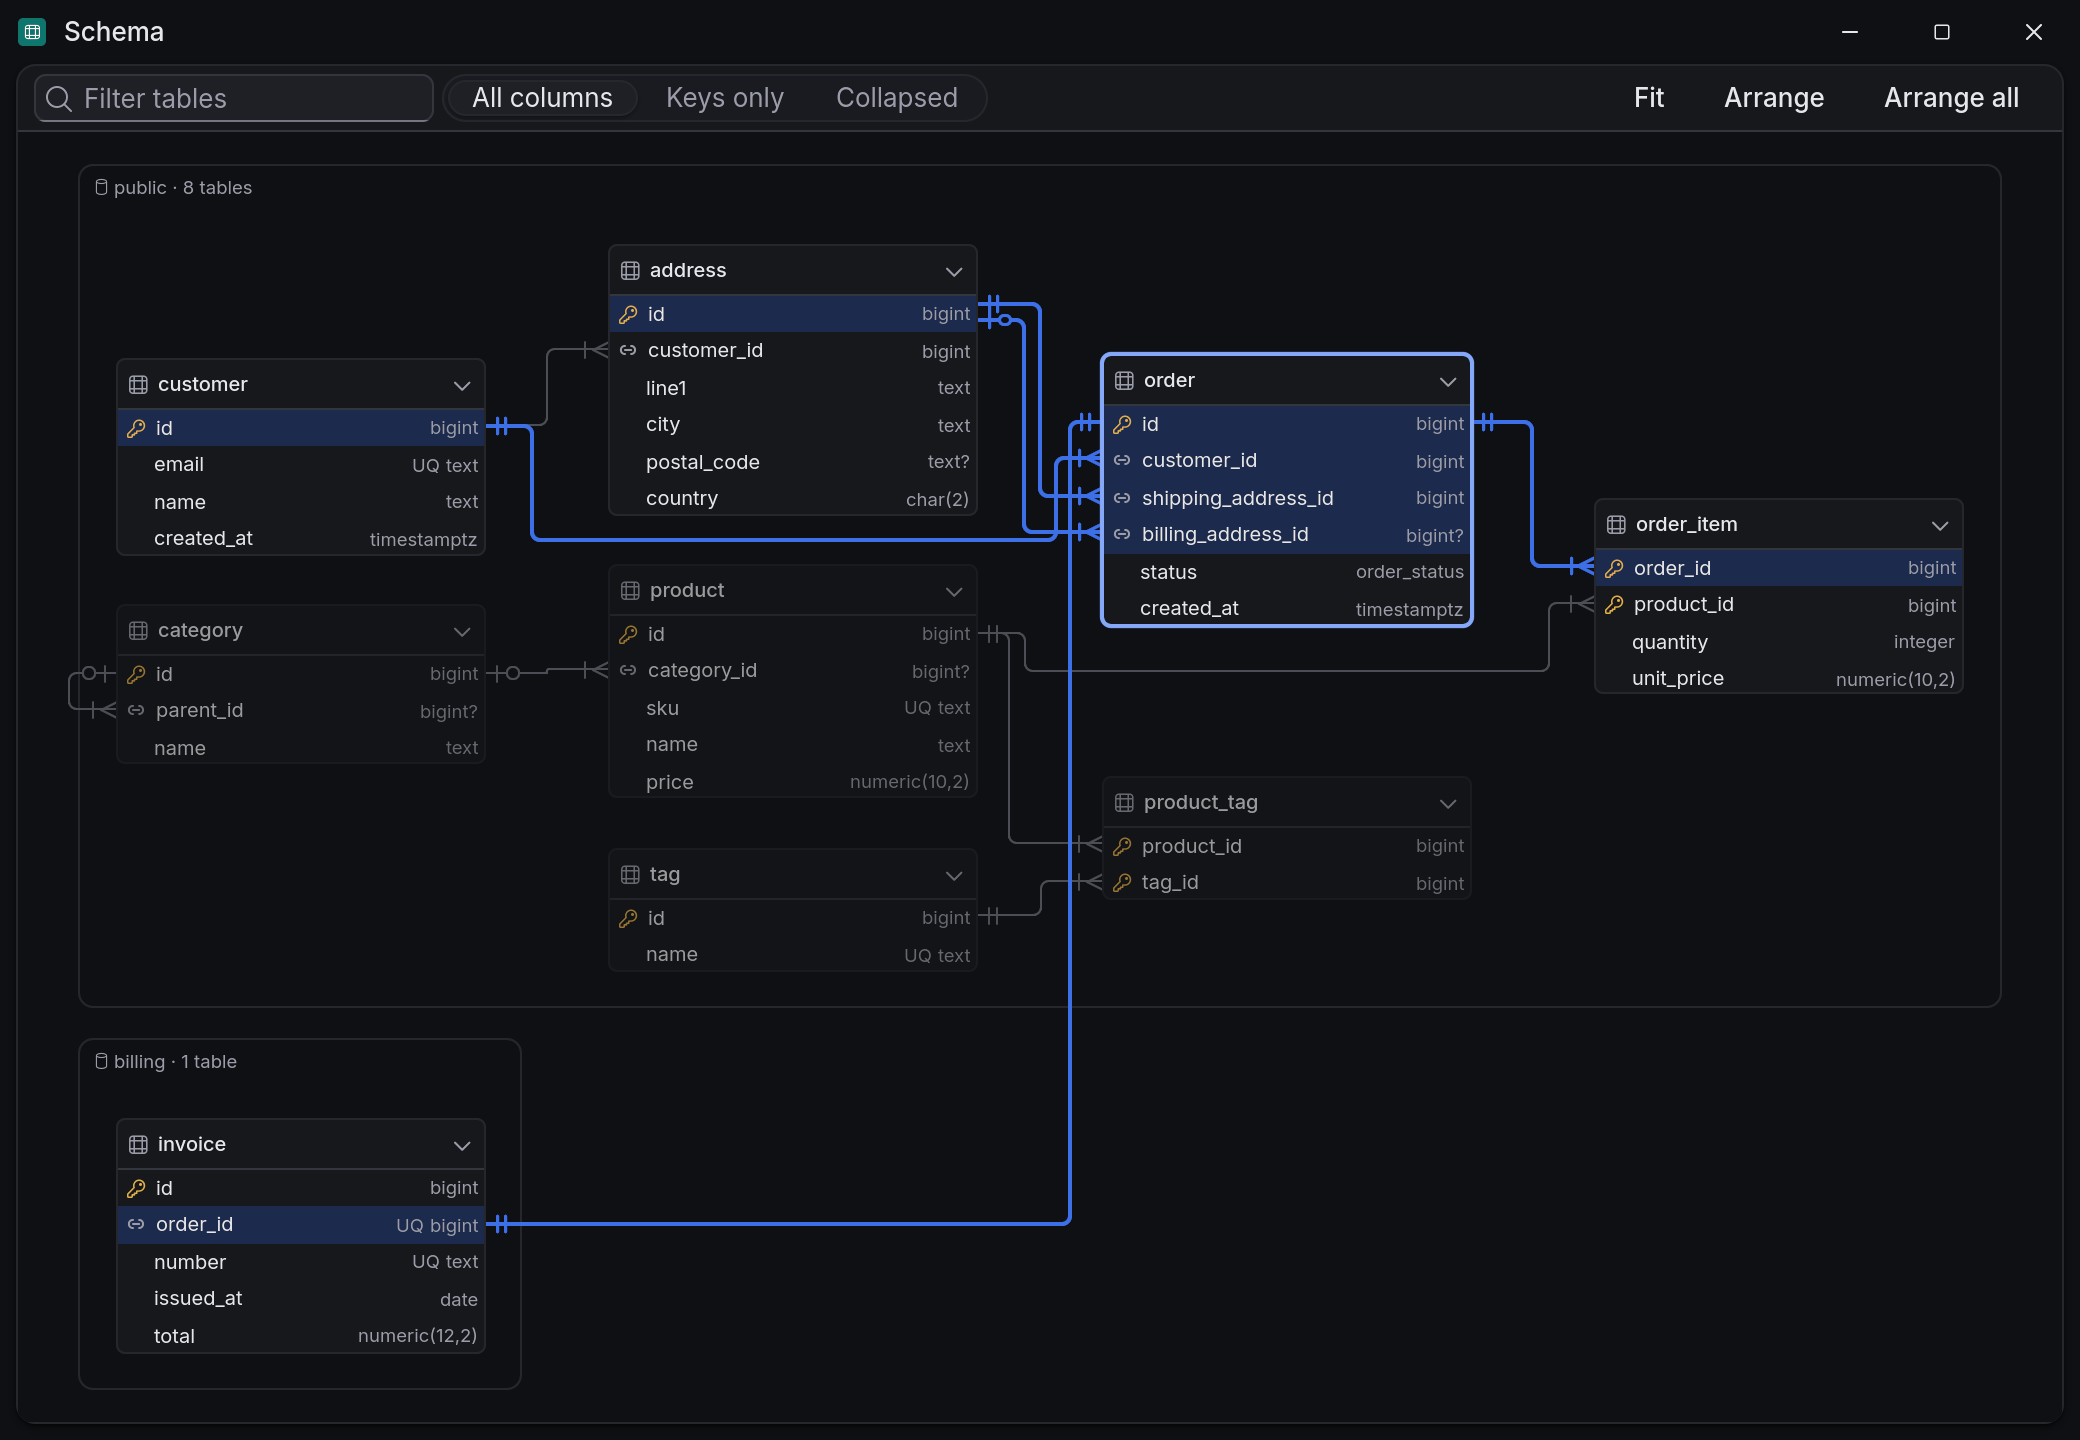 Schema
Filter tables
All columns
Keys only
Collapsed
Fit
Arrange
Arrange all
public · 8 tables
address
id bigint
customer_id bigint
line1 text
city text
postal_code text?
country char(2)
customer
id bigint
email UQ text
name text
created_at timestamptz
order
id bigint
customer_id bigint
shipping_address_id bigint
billing_address_id bigint?
status order_status
created_at timestamptz
order_item
order_id bigint
product_id bigint
quantity integer
unit_price numeric(10,2)
category
id bigint
parent_id bigint?
name text
product
id bigint
category_id bigint?
sku UQ text
name text
price numeric(10,2)
product_tag
product_id bigint
tag_id bigint
tag
id bigint
name UQ text
billing · 1 table
invoice
id bigint
order_id UQ bigint
number UQ text
issued_at date
total numeric(12,2)